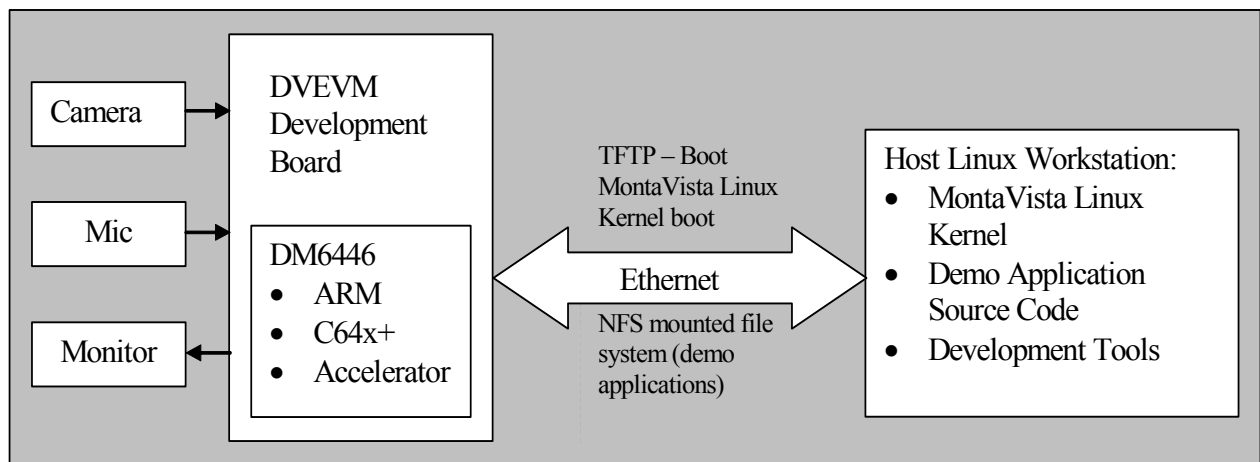 Camera
Mic
Monitor
DVEVM
Development
Board
DM6446
• ARM
• C64x+
• Accelerator
TFTP – Boot
MontaVista Linux
Kernel boot
Ethernet
NFS mounted file
system (demo
applications)
Host Linux Workstation:
• MontaVista Linux
Kernel
• Demo Application
Source Code
• Development Tools